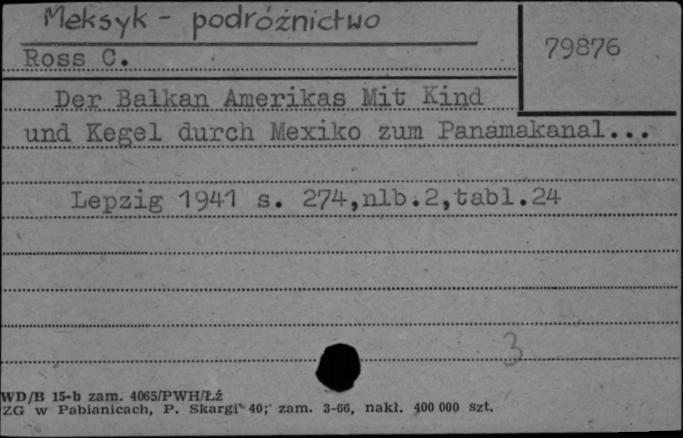 Meksyk - podróżnictwo
79876
Ross C.
Der Balkan Amerikas Mit Kind
und Kegel durch Mexiko zum Panamakanal...
Lepzig 1941 s. 274,nlb.2,tabl.24
3
WD/B 15-b zam. 4065/PWH/Łź
ZG w Pabianicach, P. Skargi 40; zam. 3-66, nakł. 400 000 szt.